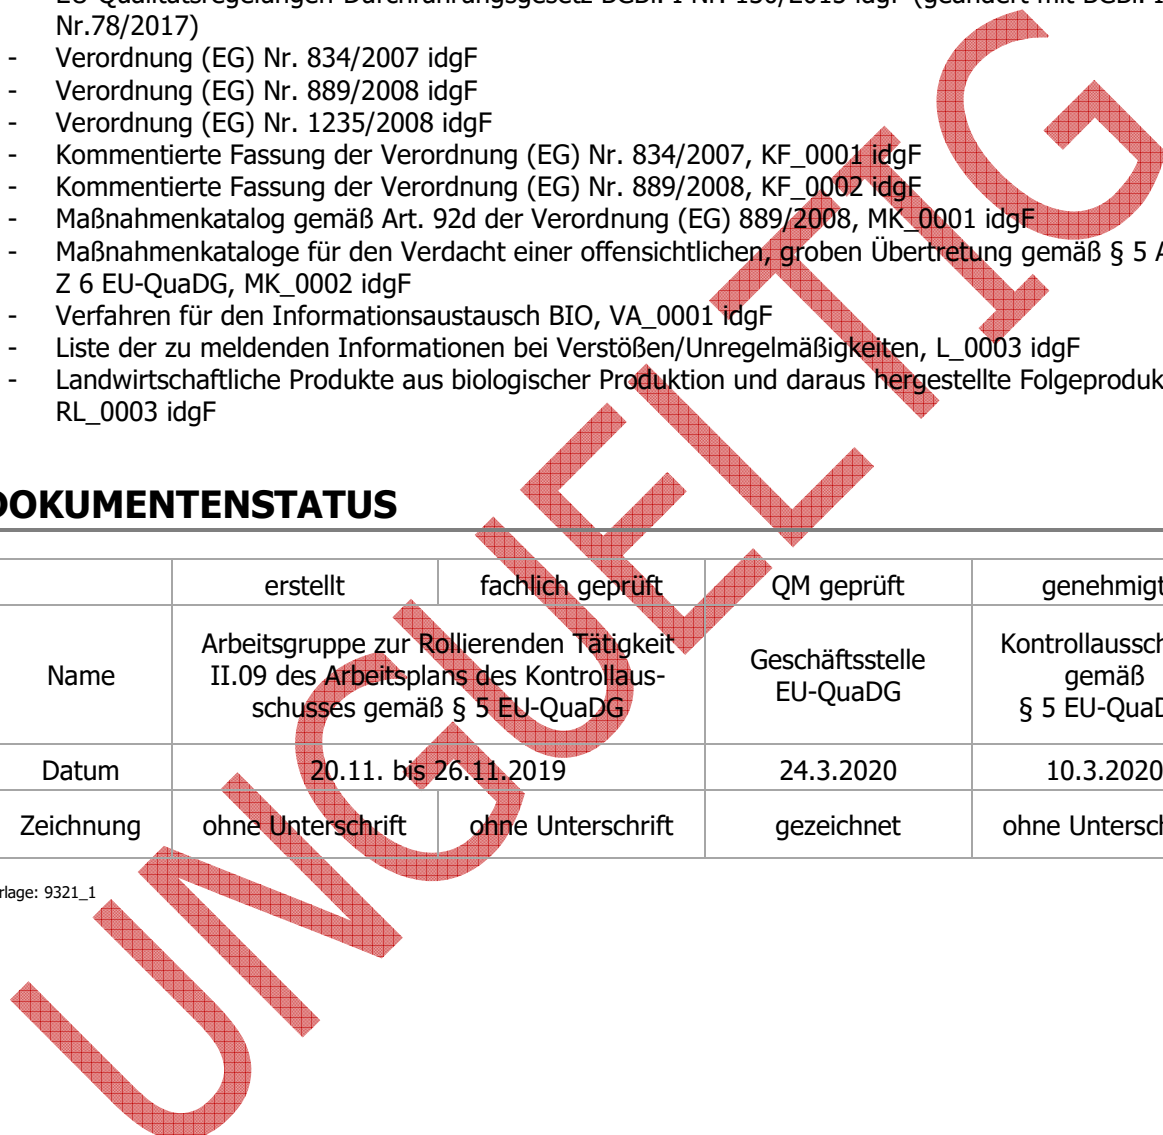 EU-Qualitätsregelungen-Durchführungsgesetz BGBl. I Nr. 130/2015 idgF (geändert mit BGBl. I
Nr.78/2017)
- Verordnung (EG) Nr. 834/2007 idgF
- Verordnung (EG) Nr. 889/2008 idgF
- Verordnung (EG) Nr. 1235/2008 idgF
- Kommentierte Fassung der Verordnung (EG) Nr. 834/2007, KF_0001 idgF
- Kommentierte Fassung der Verordnung (EG) Nr. 889/2008, KF_0002 idgF
- Maßnahmenkatalog gemäß Art. 92d der Verordnung (EG) 889/2008, MK_0001 idgF
- Maßnahmenkataloge für den Verdacht einer offensichtlichen, groben Übertretung gemäß § 5 A
Z 6 EU-QuaDG, MK_0002 idgF
- Verfahren für den Informationsaustausch BIO, VA_0001 idgF
- Liste der zu meldenden Informationen bei Verstößen/Unregelmäßigkeiten, L_0003 idgF
- Landwirtschaftliche Produkte aus biologischer Produktion und daraus hergestellte Folgeproduk
RL_0003 idgF
DOKUMENTENSTATUS
erstellt fachlich geprüft QM geprüft genehmigt
Name
Arbeitsgruppe zur Rollierenden Tätigkeit
II.09 des Arbeitsplans des Kontrollaus-
schusses gemäß § 5 EU-QuaDG
Geschäftsstelle
EU-QuaDG
Kontrollaussch
gemäß
§ 5 EU-QuaD
Datum 20.11. bis 26.11.2019 24.3.2020 10.3.2020
Zeichnung ohne Unterschrift ohne Unterschrift gezeichnet ohne Untersch
rlage: 9321_1
UNGUELTIG